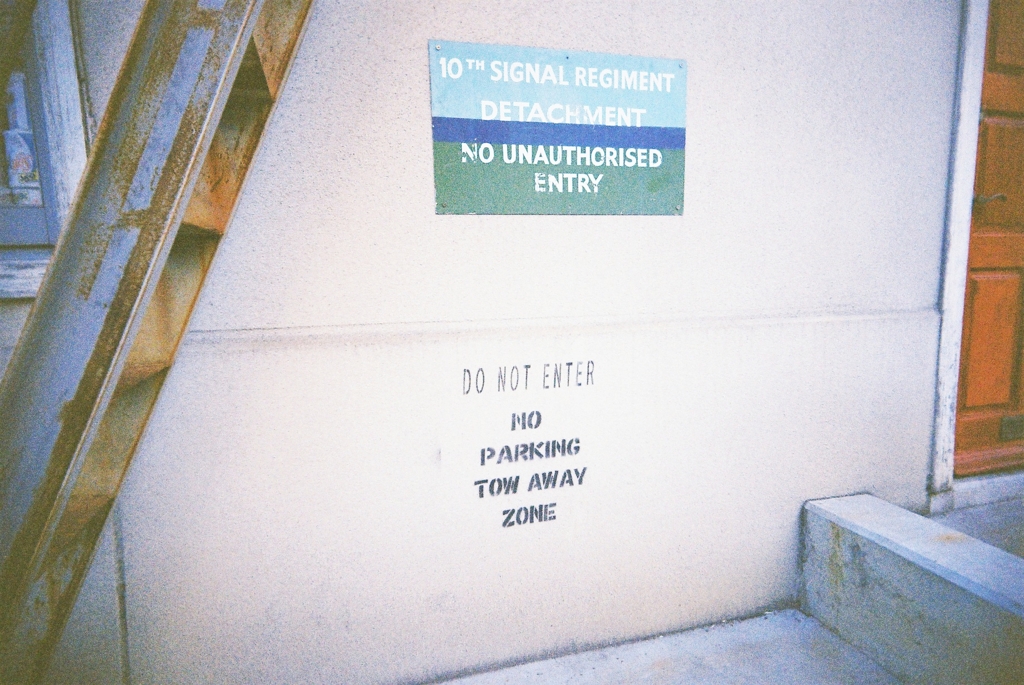 10TH SIGNAL REGIMENT
DETACHMENT
NO UNAUTHORISED
ENTRY
DO NOT ENTER
NO
PARKING
TOW AWAY
ZONE